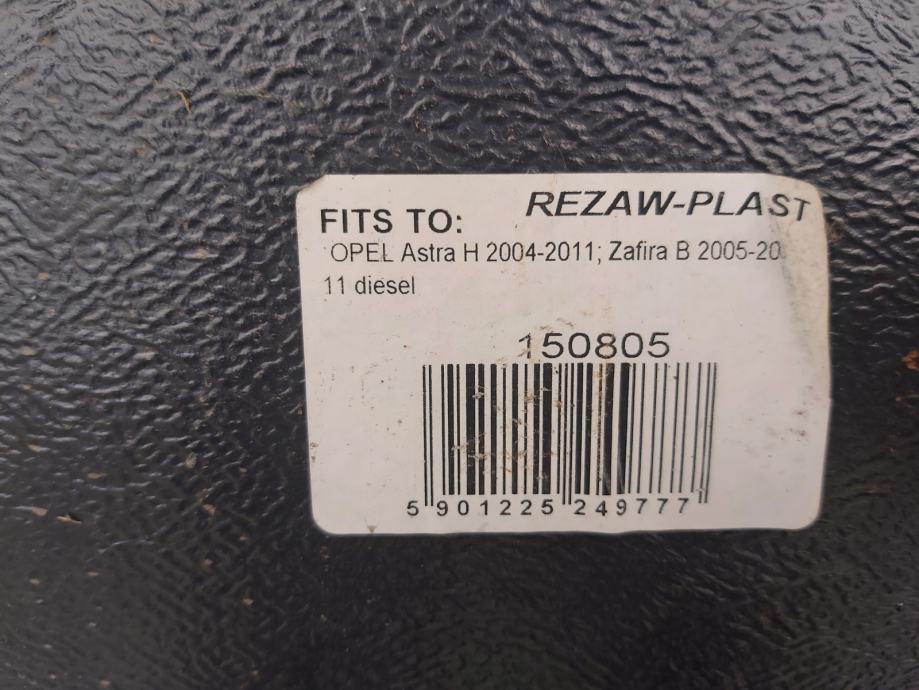 REZAW-PLAST
FITS TO:
OPEL Astra H 2004-2011; Zafira B 2005-20
11 diesel
150805
5 901225 249777